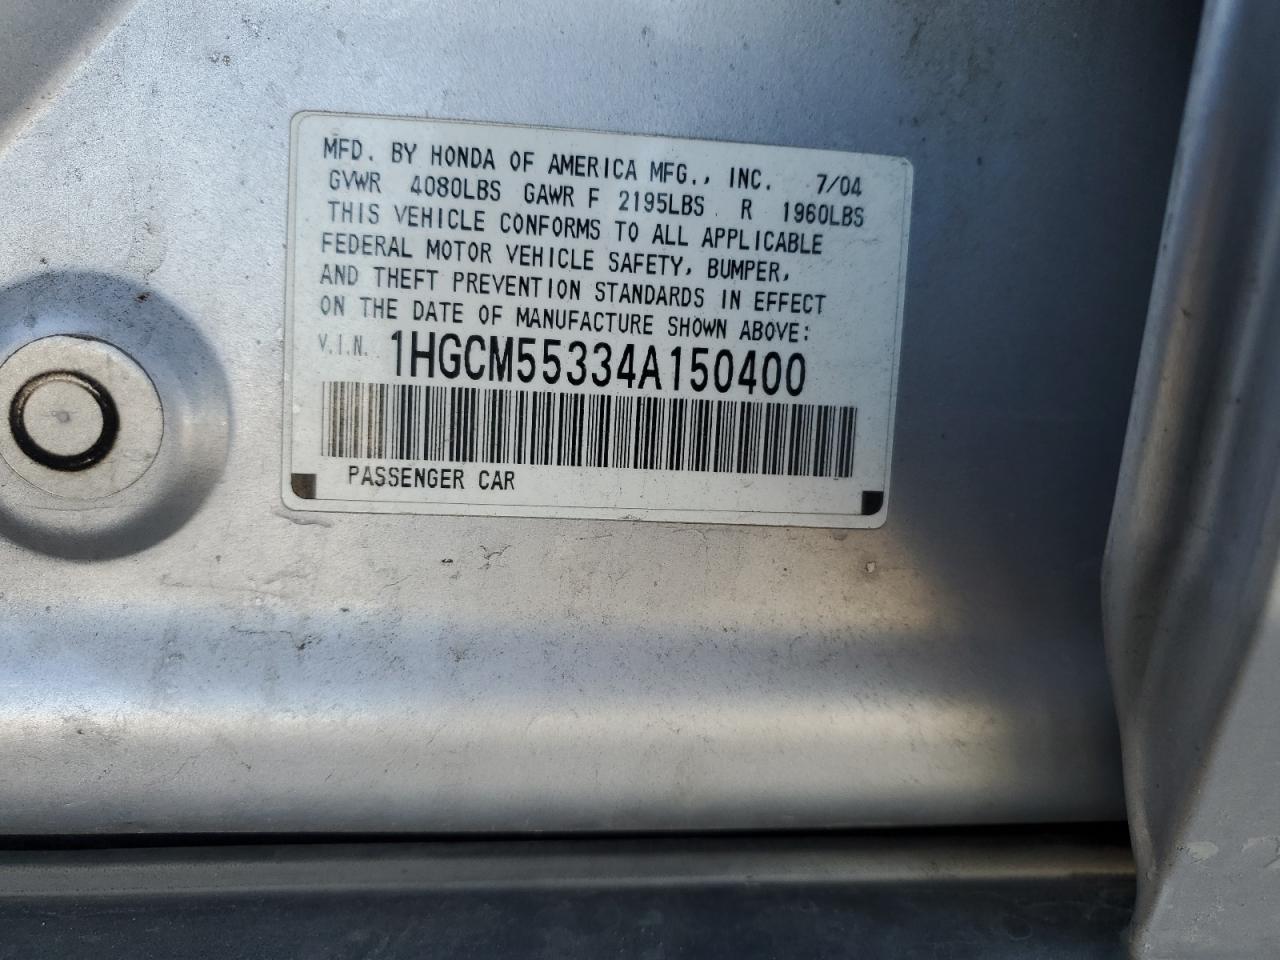 MFD. BY HONDA OF AMERICA MFG., INC. 7/04
GVWR 4080LBS GAWR F 2195LBS R 1960LBS
THIS VEHICLE CONFORMS TO ALL APPLICABLE
FEDERAL MOTOR VEHICLE SAFETY, BUMPER,
AND THEFT PREVENTION STANDARDS IN EFFECT
ON THE DATE OF MANUFACTURE SHOWN ABOVE:
V.I.N. 1HGCM55334A150400
PASSENGER CAR